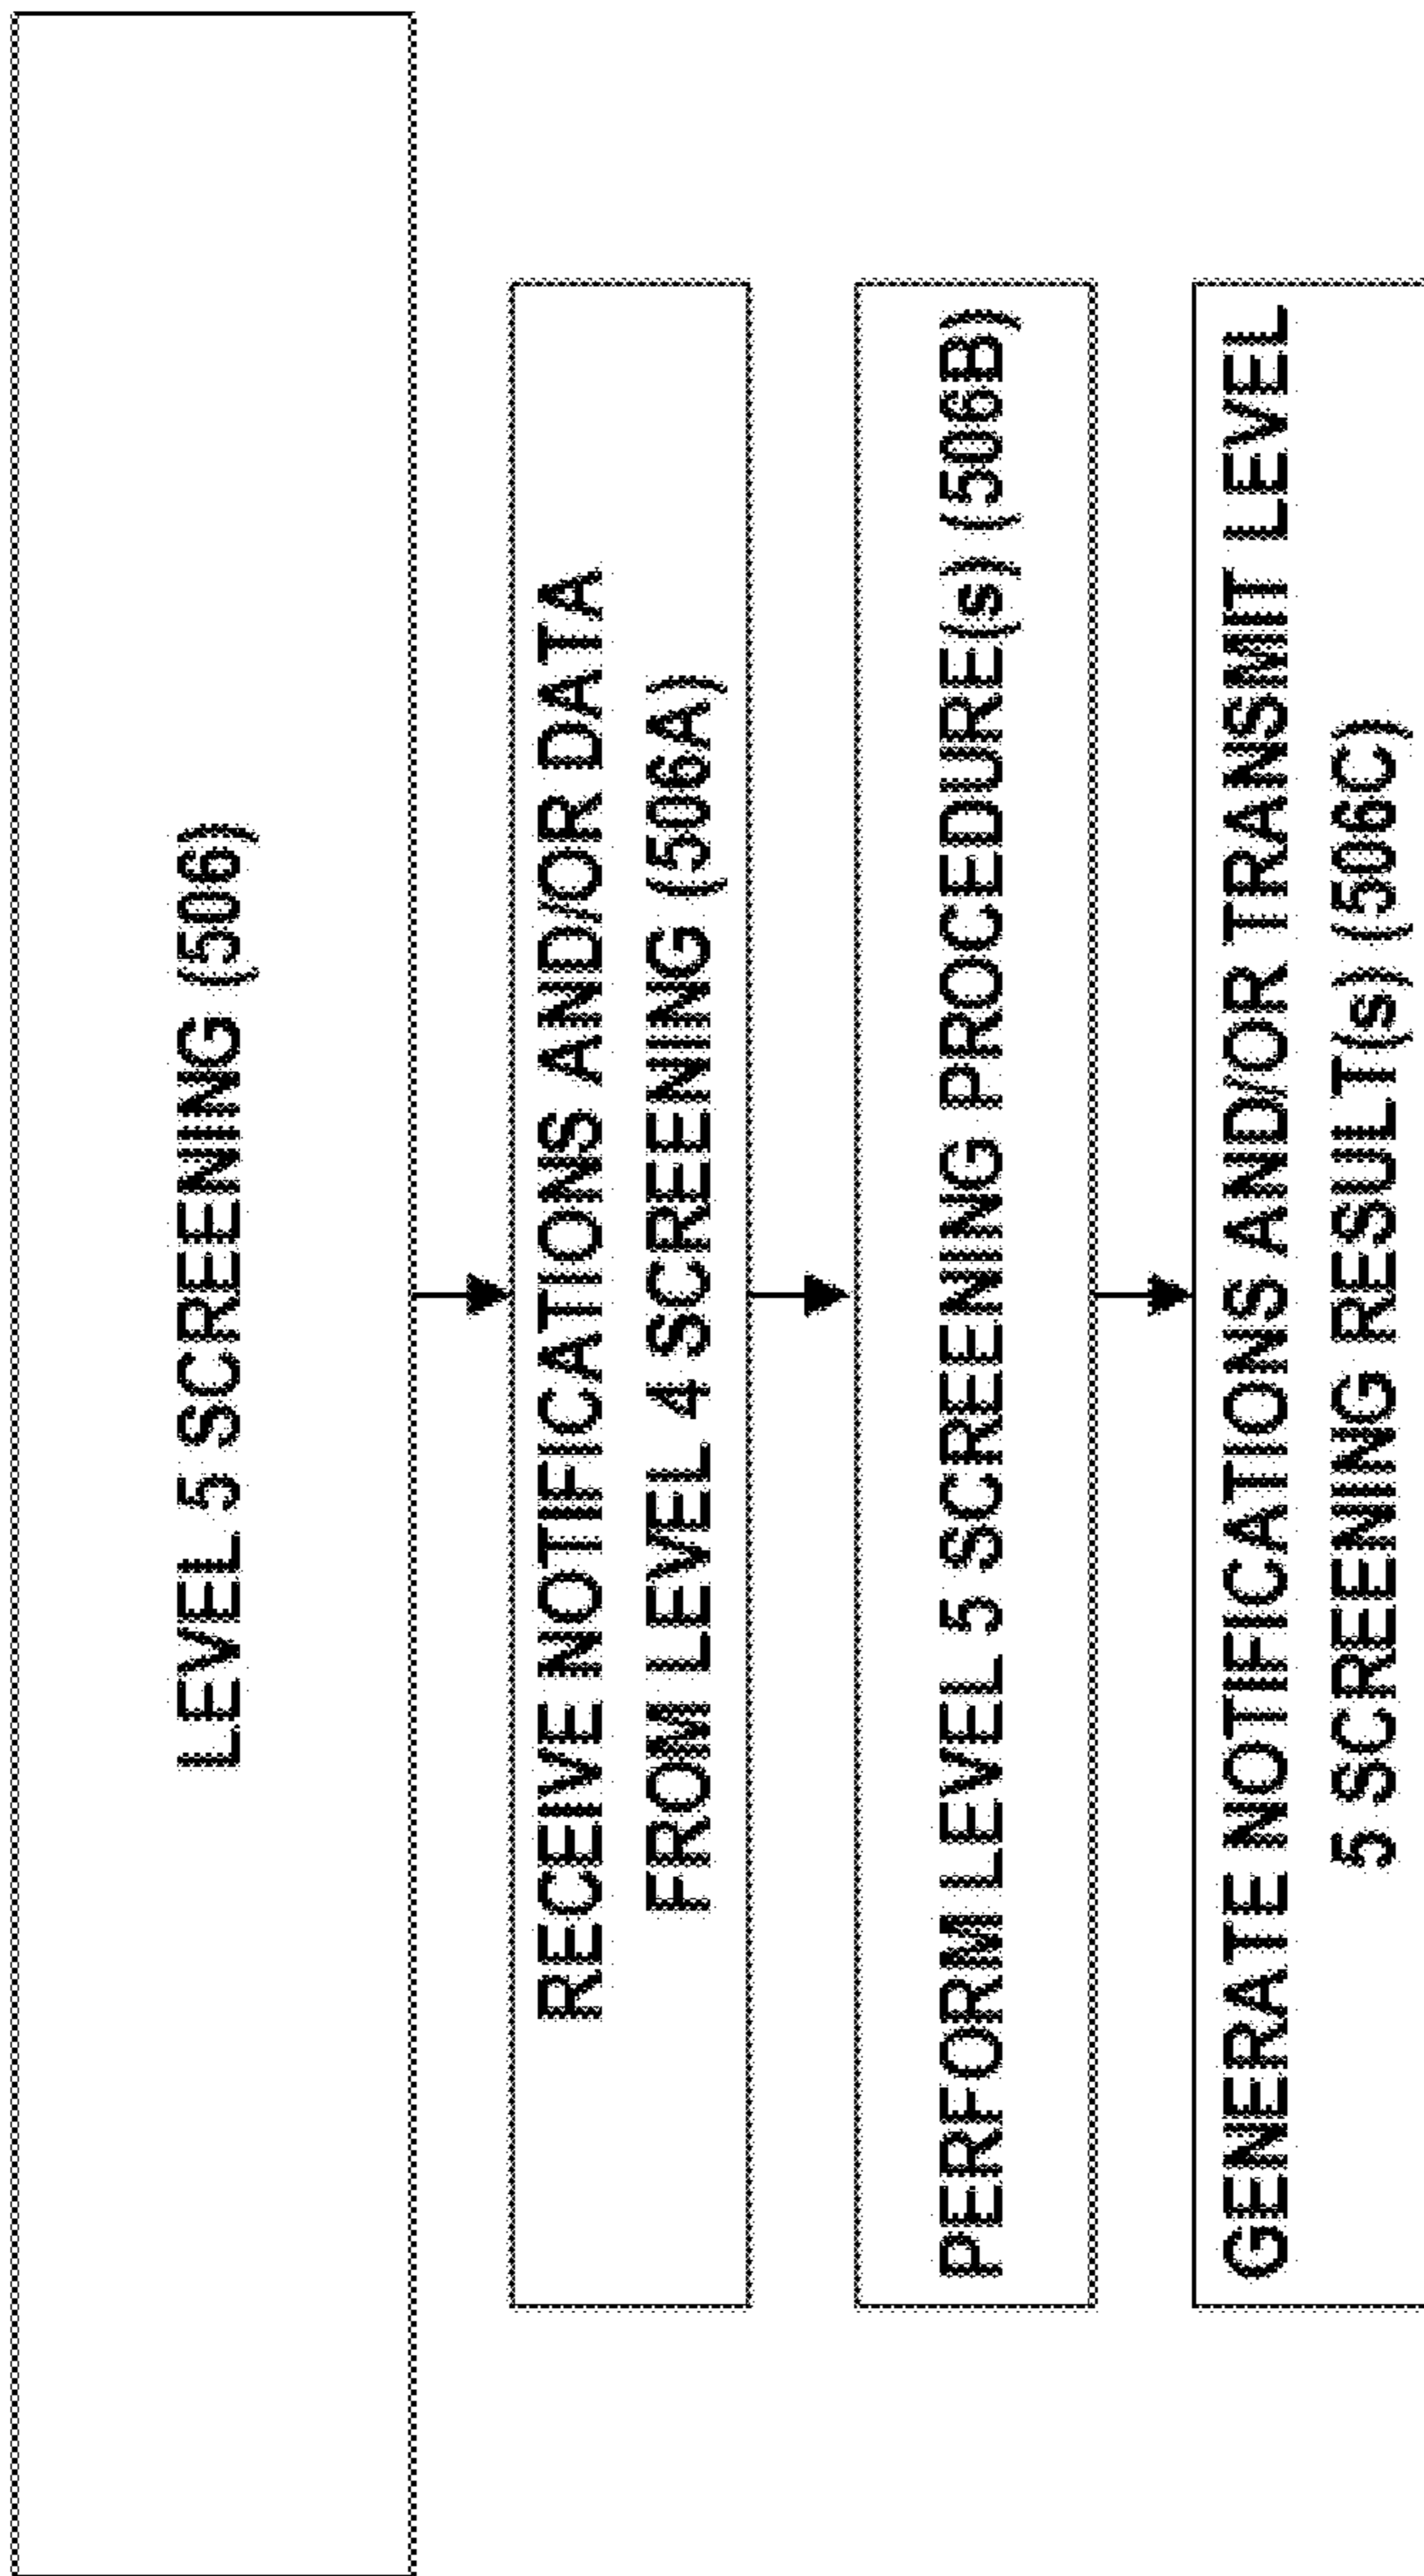 LEVEL 5 SCREENING (506)
RECEIVE NOTIFICATIONS AND/OR DATA
FROM LEVEL 4 SCREENING (506A)
PERFORM LEVEL 5 SCREENING PROCEDURE(s) (506B)
GENERATE NOTIFICATIONS AND/OR TRANSMIT LEVEL
5 SCREENING RESULT(s) (506C)